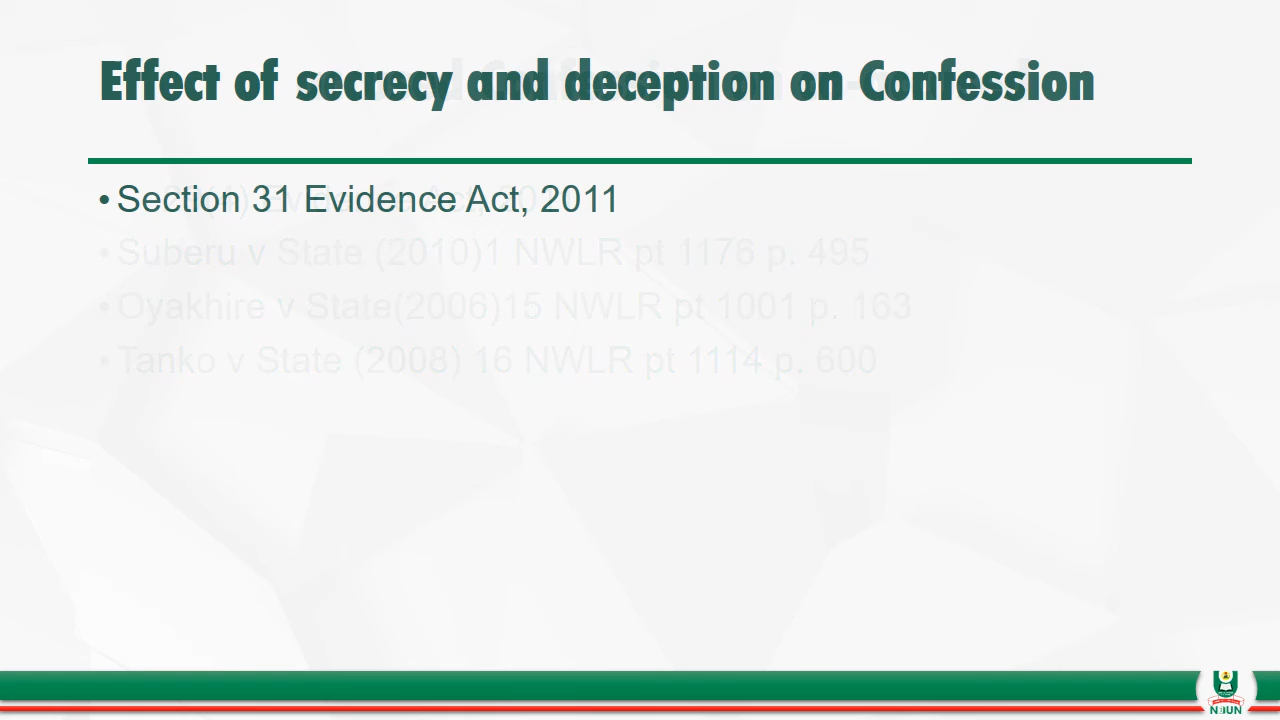 Effect of secrecy and deception on Confession
• Section 31 Evidence Act, 2011
• Suberu v State (2010)1 NWLR pt 1176 p. 495
• Oyakhire v State(2006)15 NWLR pt 1001 p. 163
• Tanko v State (2008) 16 NWLR pt 1114 p. 600
NOUN